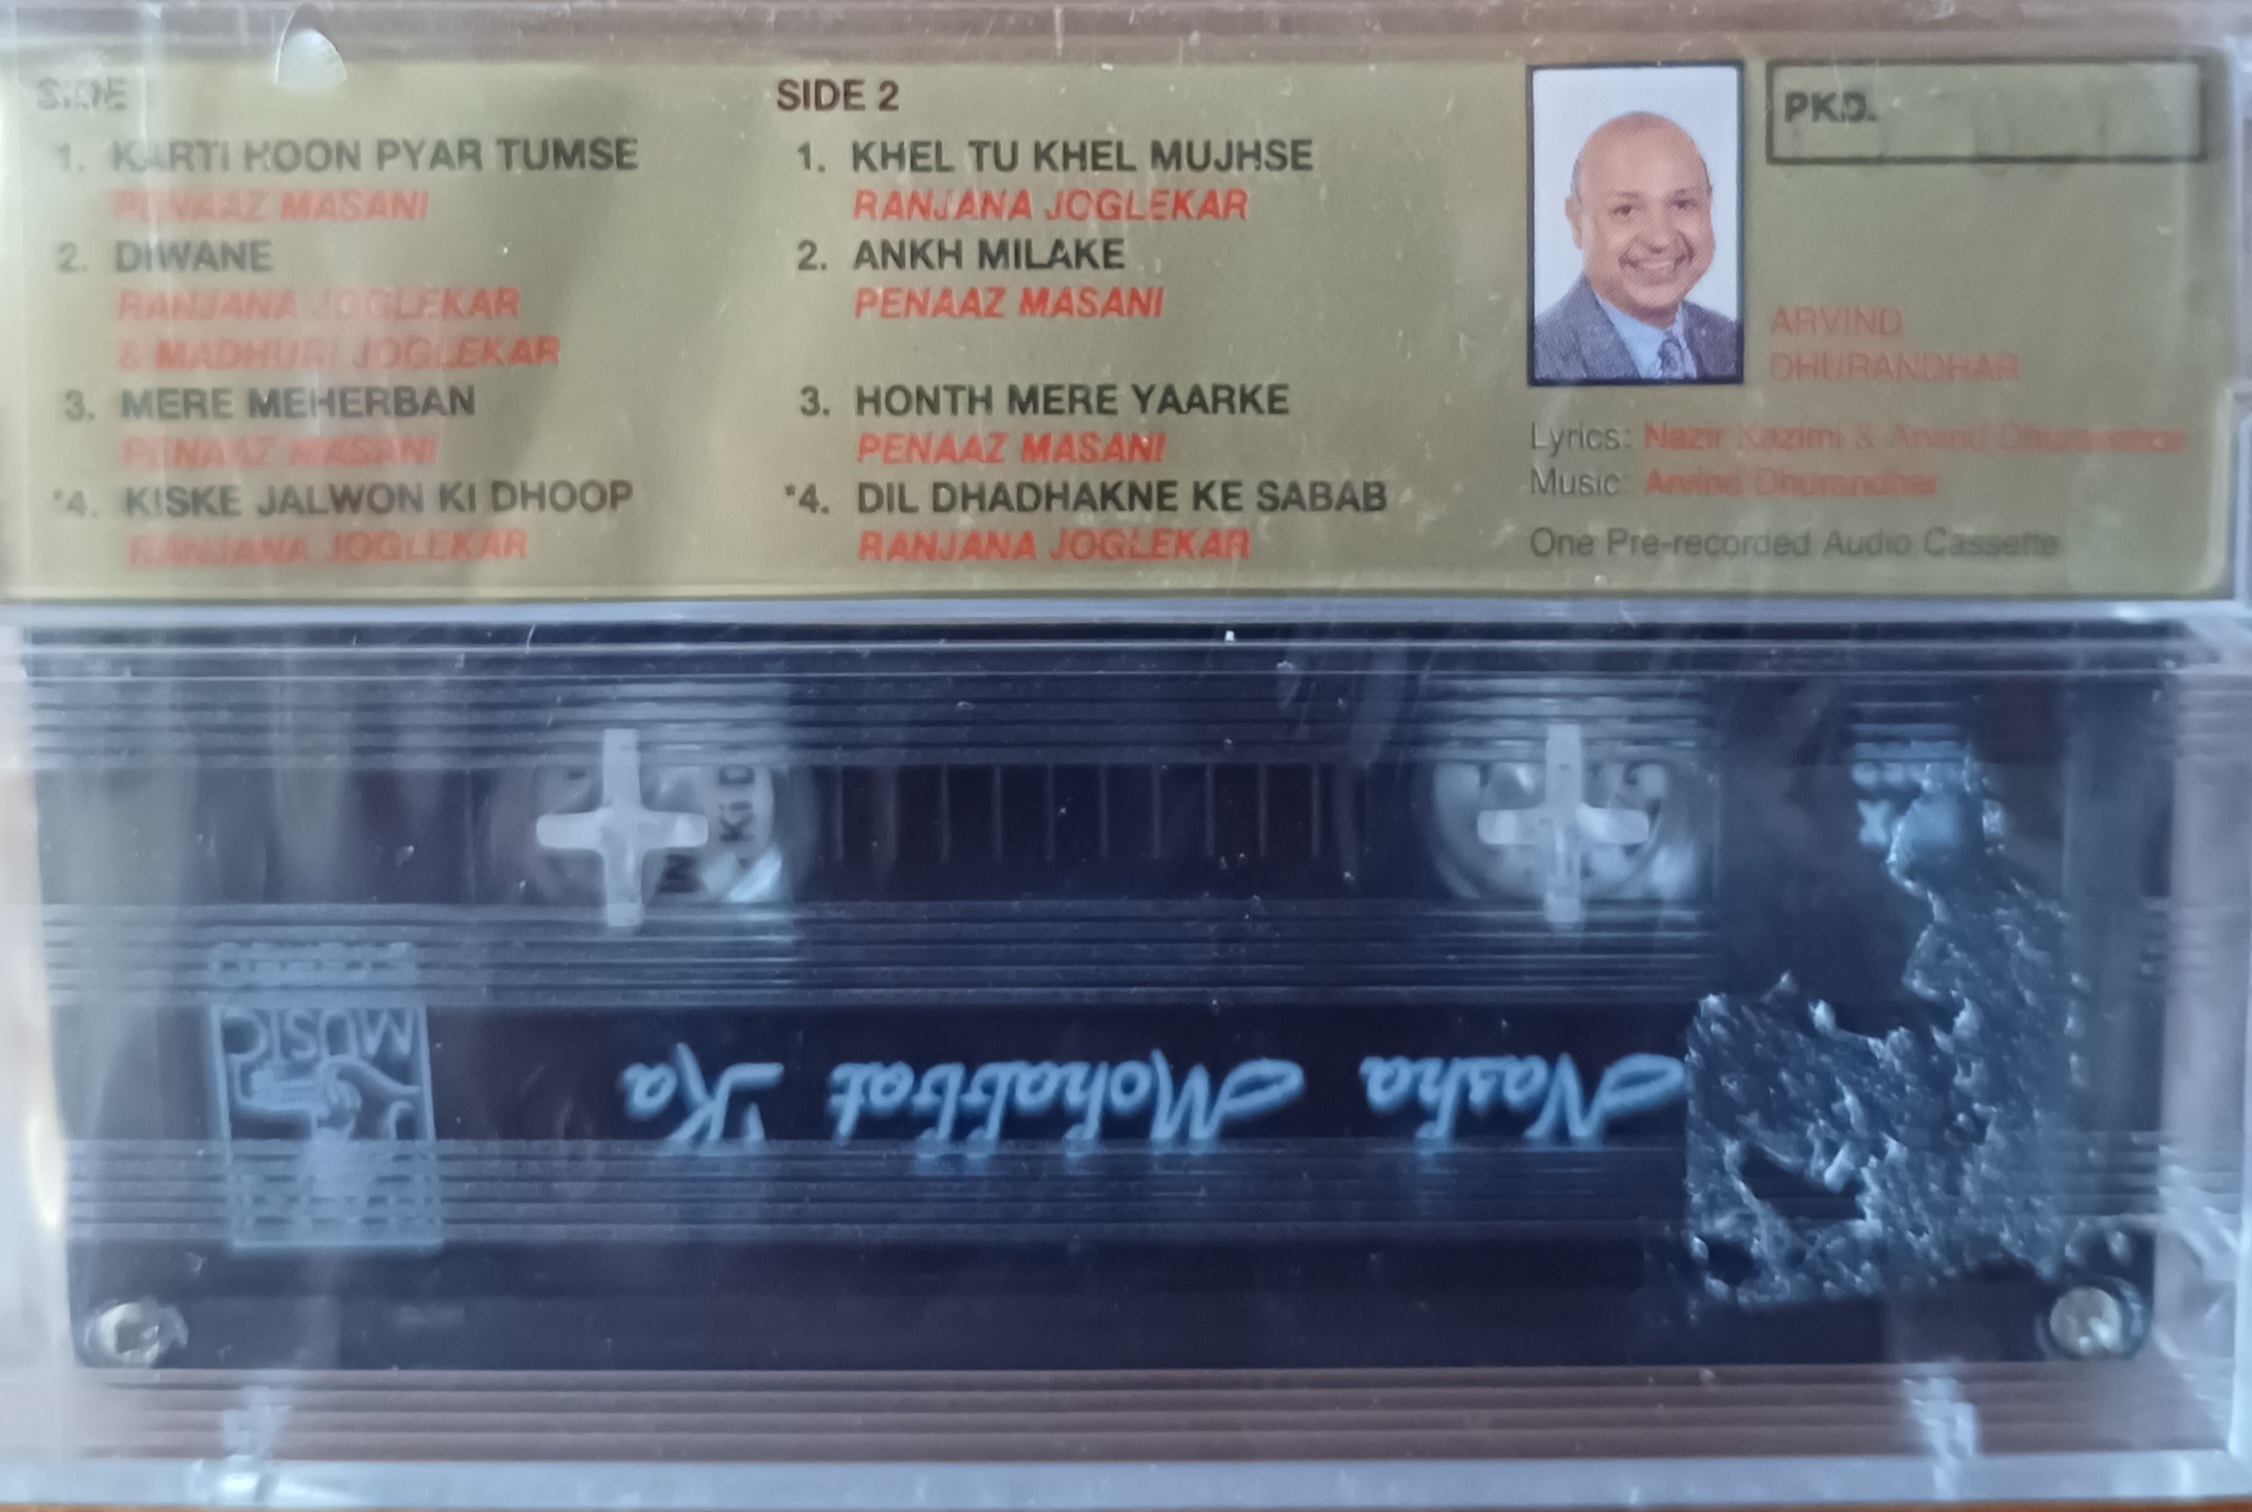 SIDE
1. KARTI HOON PYAR TUMSE
PENAAZ MASANI
2. DIWANE
RANJANA JOGLEKAR
& MADHURI JOGLEKAR
3. MERE MEHERBAN
PENAAZ MASANI
*4. KISKE JALWON KI DHOOP
RANJANA JOGLEKAR
SIDE 2
1. KHEL TU KHEL MUJHSE
RANJANA JOGLEKAR
2. ANKH MILAKE
PENAAZ MASANI
3. HONTH MERE YAARKE
PENAAZ MASANI
*4. DIL DHADHAKNE KE SABAB
RANJANA JOGLEKAR
PKD.
ARVIND
DHURANDHAR
Lyrics: Nazir Kazimi & Arvind Dhurandhar
Music: Arvind Dhurandhar
One Pre-recorded Audio Cassette
Ki D
Nasha Mohabbat Ka
MUSIC